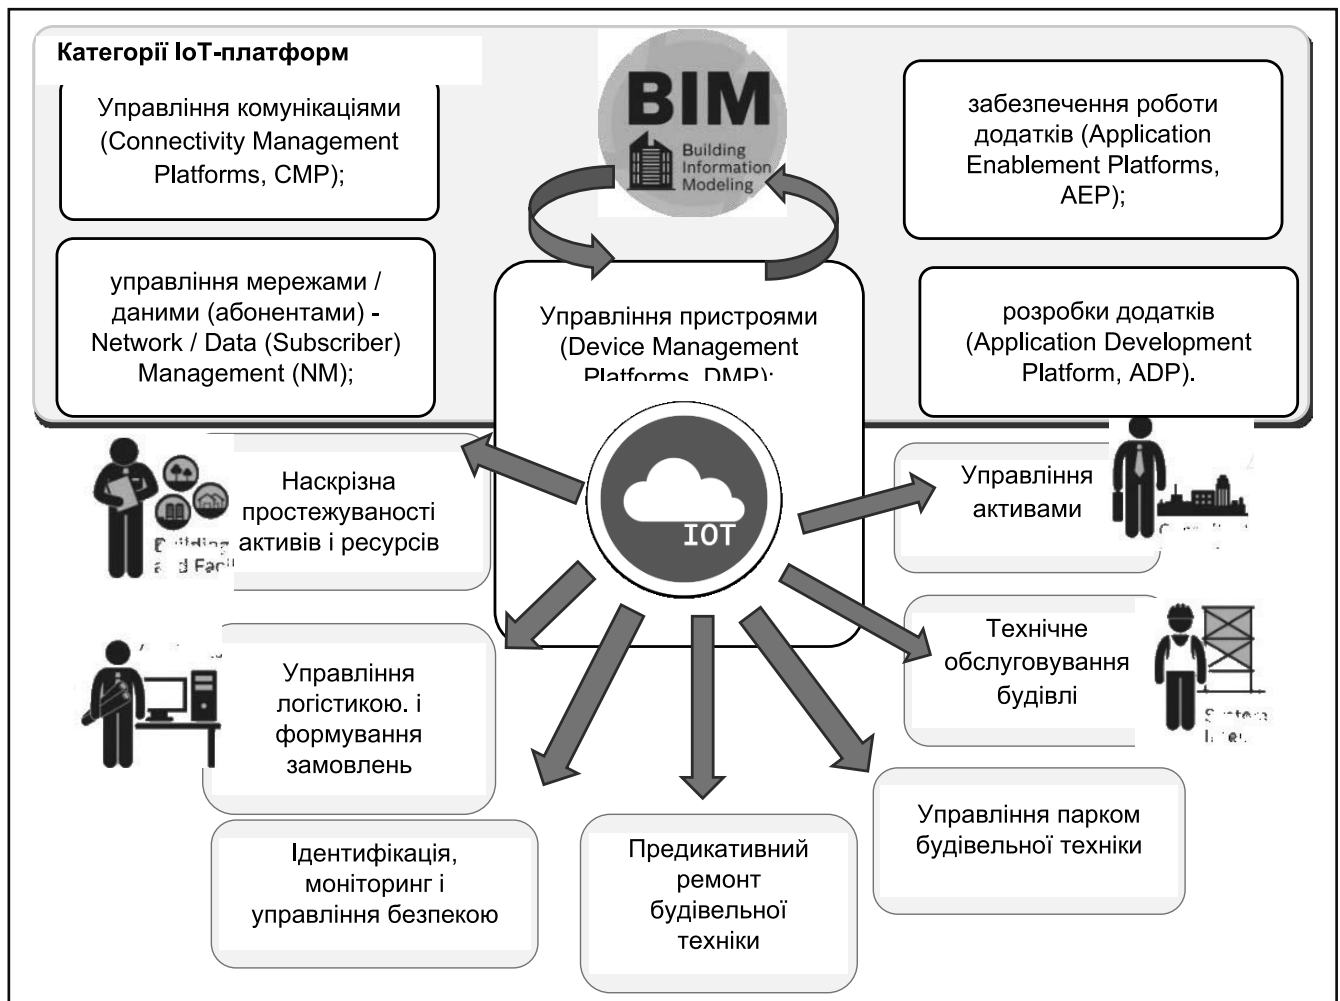 Категорії IoT-платформ
Управління комунікаціями
(Connectivity Management
Platforms, CMP);
BIM
Building
Information
Modeling
забезпечення роботи
додатків (Application
Enablement Platforms,
AEP);
управління мережами /
даними (абонентами) -
Network / Data (Subscriber)
Management (NM);
Управління пристроями
(Device Management
Platforms, DMP);
розробки додатків
(Application Development
Platform, ADP).
IOT
Наскрізна
простежуваності
активів і ресурсів
Управління
активами
Управління
логістикою. і
формування
замовлень
Технічне
обслуговування
будівлі
Ідентифікація,
моніторинг і
управління безпекою
Предикативний
ремонт
будівельної
техніки
Управління парком
будівельної техніки